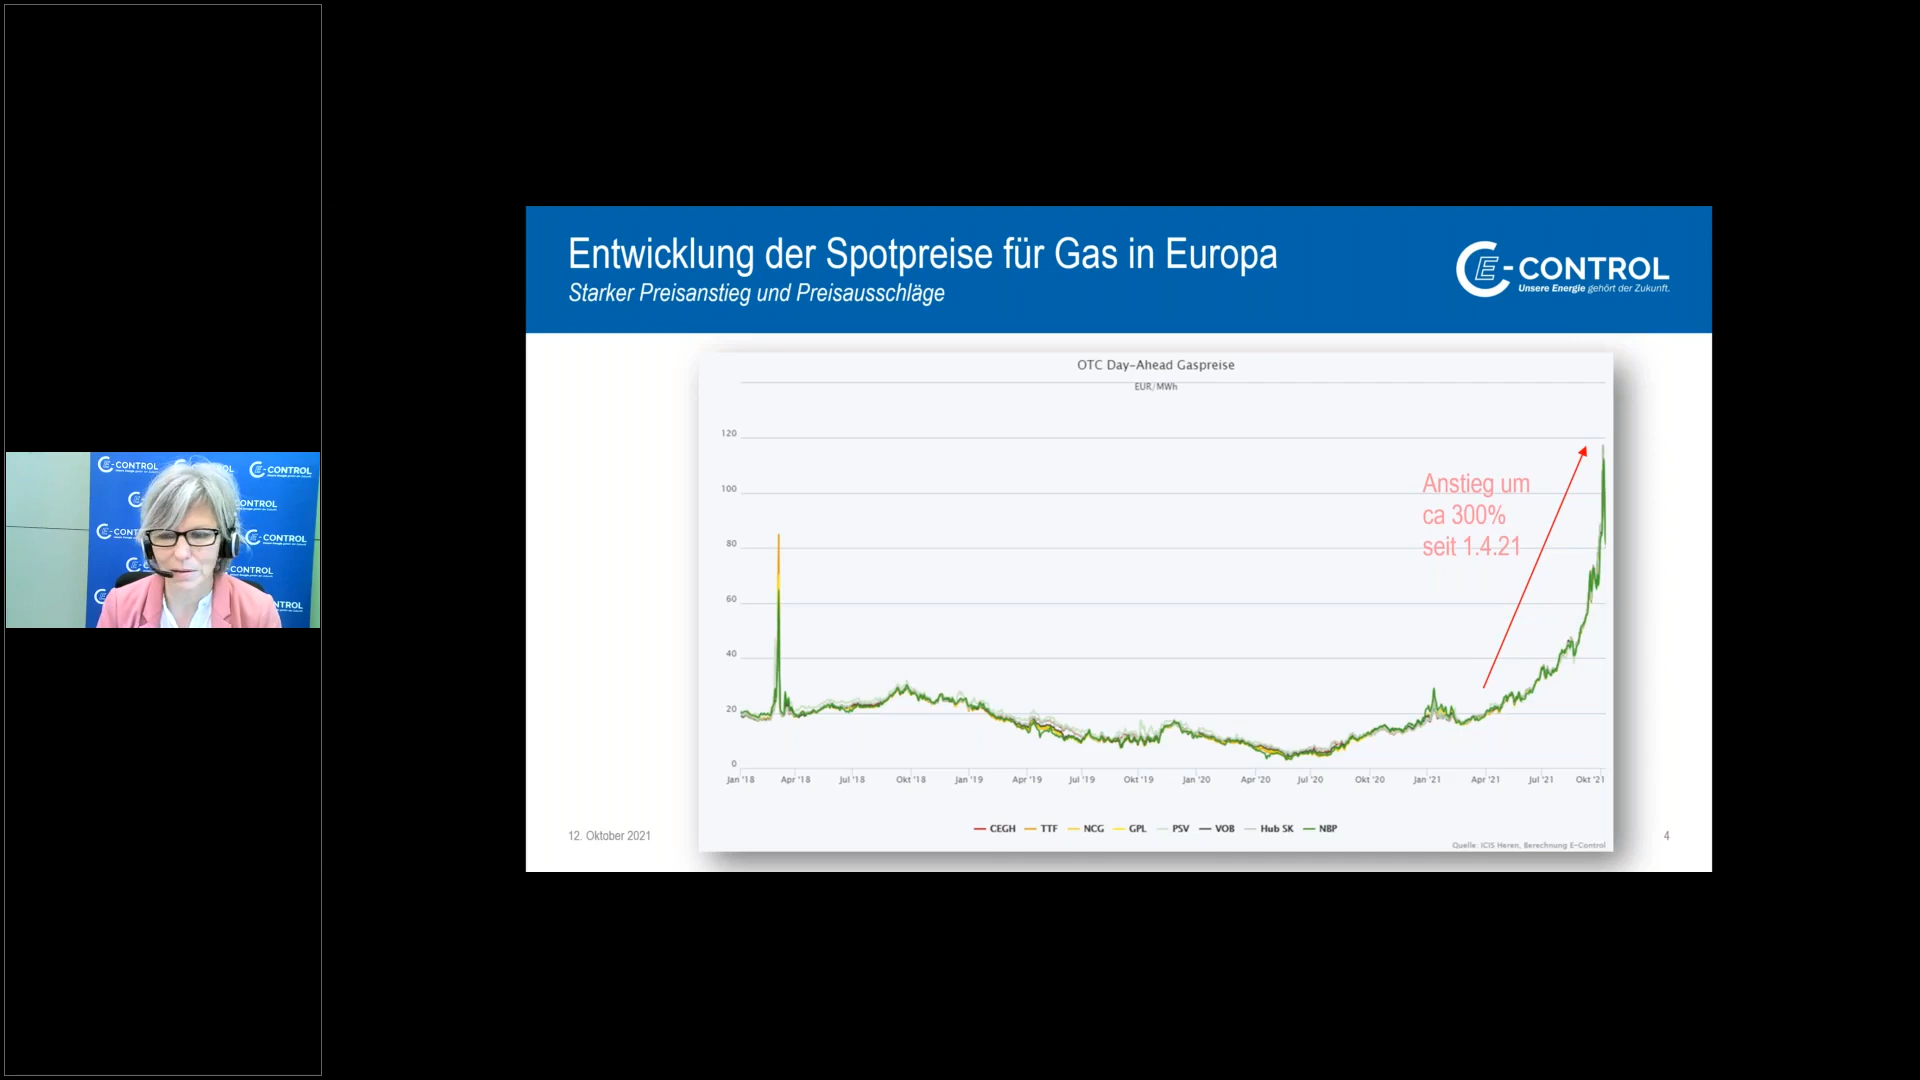 Entwicklung der Spotpreise für Gas in Europa
Starker Preisanstieg und Preisausschläge
E-CONTROL
Unsere Energie gehört der Zukunft.
OTC Day-Ahead Gaspreise
EUR/MWh
120
100
80
60
40
20
0
Anstieg um
ca 300%
seit 1.4.21
Jan '18 Apr '18 Jul '18 Okt '18 Jan '19 Apr '19 Jul '19 Okt '19 Jan '20 Apr '20 Jul '20 Okt '20 Jan '21 Apr '21 Jul '21 Okt '21
CEGH TTF NCG GPL PSV VOB Hub SK NBP
Quelle: ICIS Heren, Berechnung E-Control
12. Oktober 2021
4
E-CONTROL
E-CONTROL
CONTROL
E-CONTROL
E-CONTROL